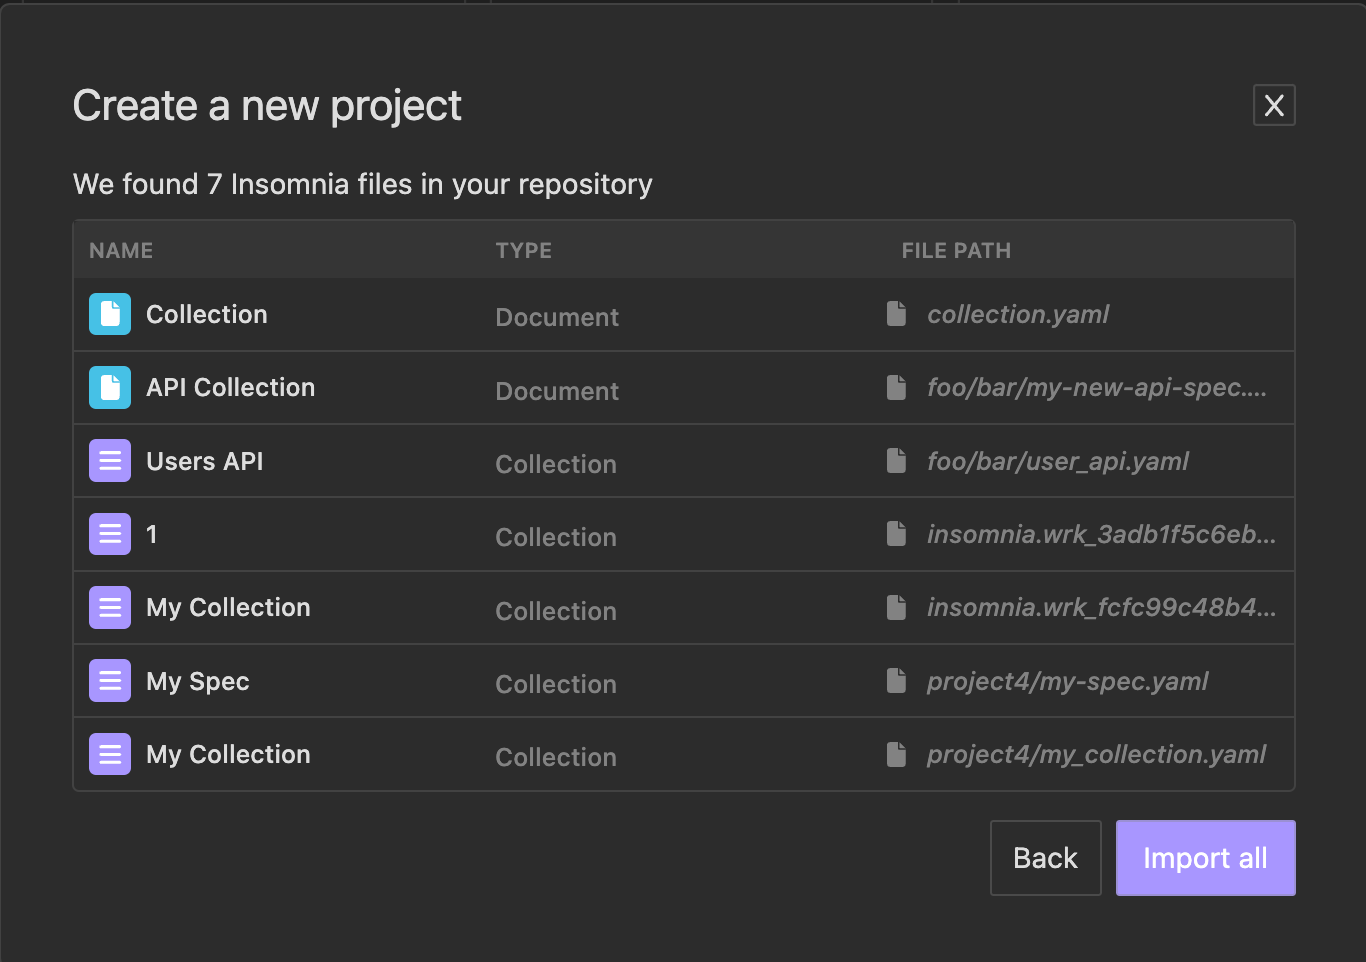 Create a new project
X
We found 7 Insomnia files in your repository
NAME TYPE FILE PATH
Collection Document collection.yaml
API Collection Document foo/bar/my-new-api-spec....
Users API Collection foo/bar/user_api.yaml
1 Collection insomnia.wrk_3adb1f5c6eb...
My Collection Collection insomnia.wrk_fcfc99c48b4...
My Spec Collection project4/my-spec.yaml
My Collection Collection project4/my_collection.yaml
Back Import all